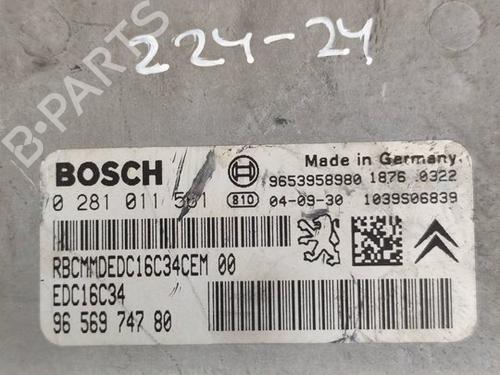 224-24
B-PARTS
BOSCH
Made in Germany
9653958980 1876 0322
0 281 011
810
04-09-30
1039S06839
RBCMMDEDC16C34CEM 00
EDC16C34
96 569 747 80